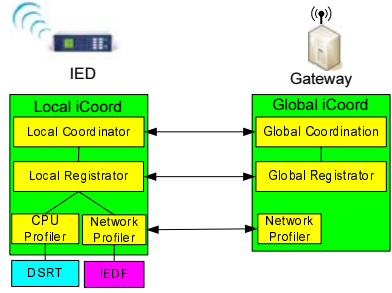 IED
Gateway
Local iCoord
Local Coordinator
Local Registrator
CPU
Profiler
Network
Profiler
DSRT
iEDF
Global iCoord
Global Coordination
Global Registrator
Network
Profiler